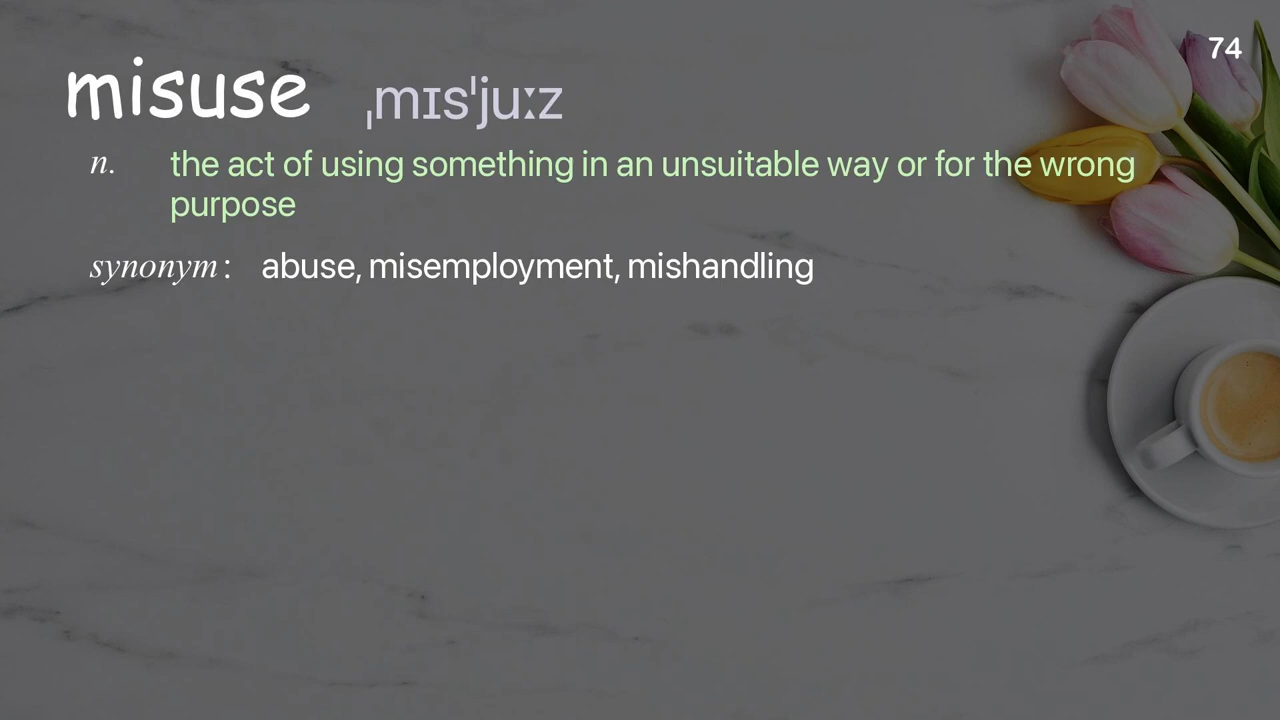 74
misuse ˌmɪsˈjuːz
n. the act of using something in an unsuitable way or for the wrong
purpose
synonym: abuse, misemployment, mishandling